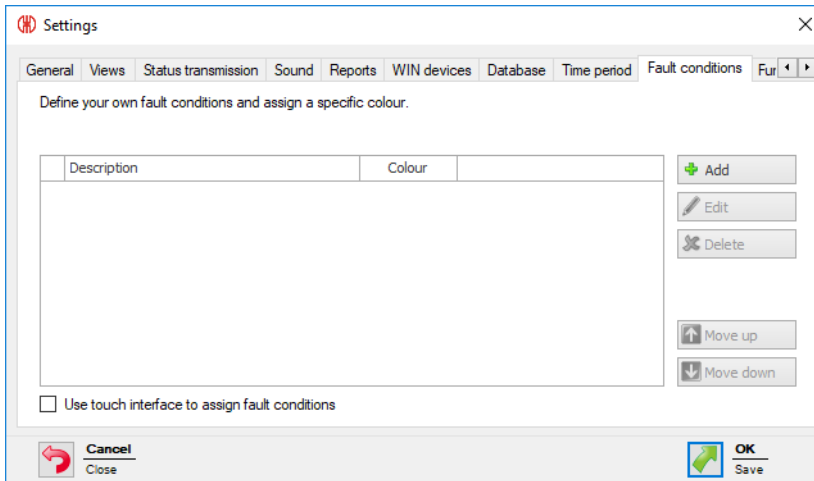 Settings
General Views Status transmission Sound Reports WIN devices Database Time period Fault conditions Fur
Define your own fault conditions and assign a specific colour.
Description Colour
Add
Edit
Delete
Move up
Move down
Use touch interface to assign fault conditions
Cancel
Close
OK
Save